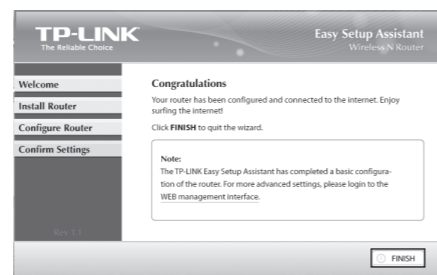 TP-LINK
The Reliable Choice
Easy Setup Assistant
Wireless N Router
Welcome
Install Router
Configure Router
Confirm Settings
Rev 1.1
Congratulations
Your router has been configured and connected to the internet. Enjoy
surfing the internet!
Click FINISH to quit the wizard.
Note:
The TP-LINK Easy Setup Assistant has completed a basic configura-
tion of the router. For more advanced settings, please login to the
WEB management interface.
FINISH